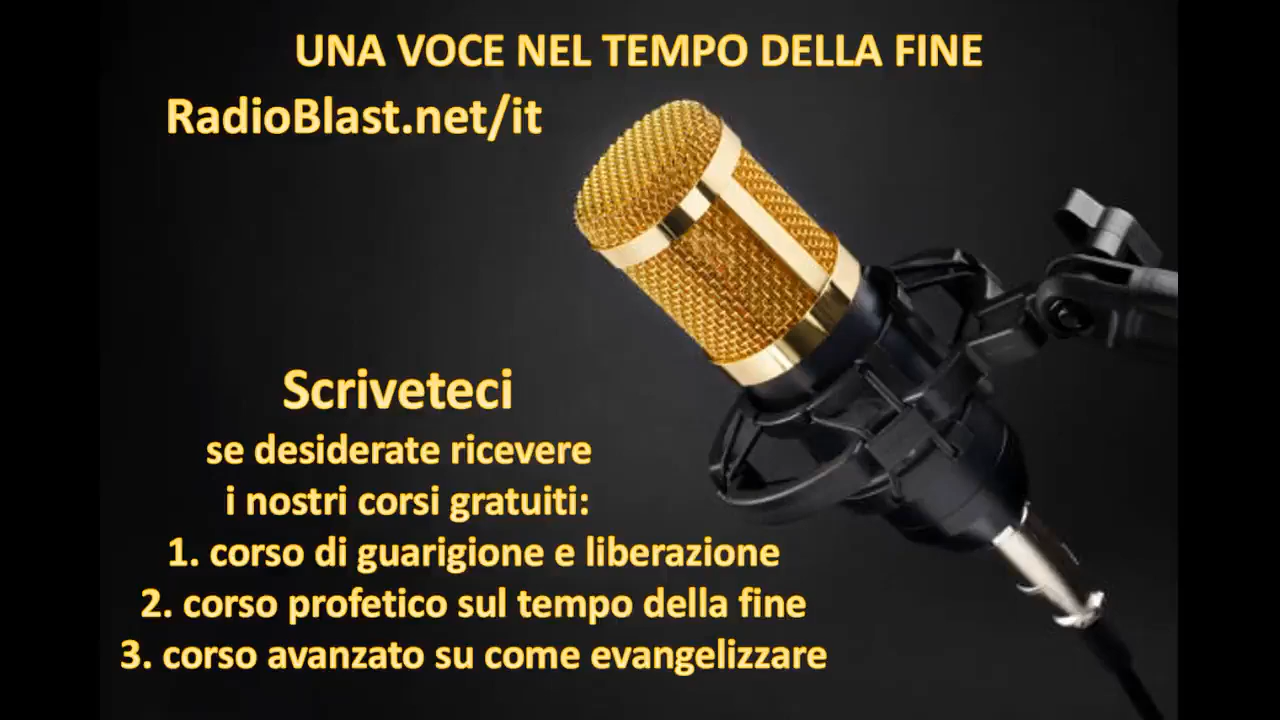 UNA VOCE NEL TEMPO DELLA FINE
RadioBlast.net/it
Scriveteci
se desiderate ricevere
i nostri corsi gratuiti:
1. corso di guarigione e liberazione
2. corso profetico sul tempo della fine
3. corso avanzato su come evangelizzare